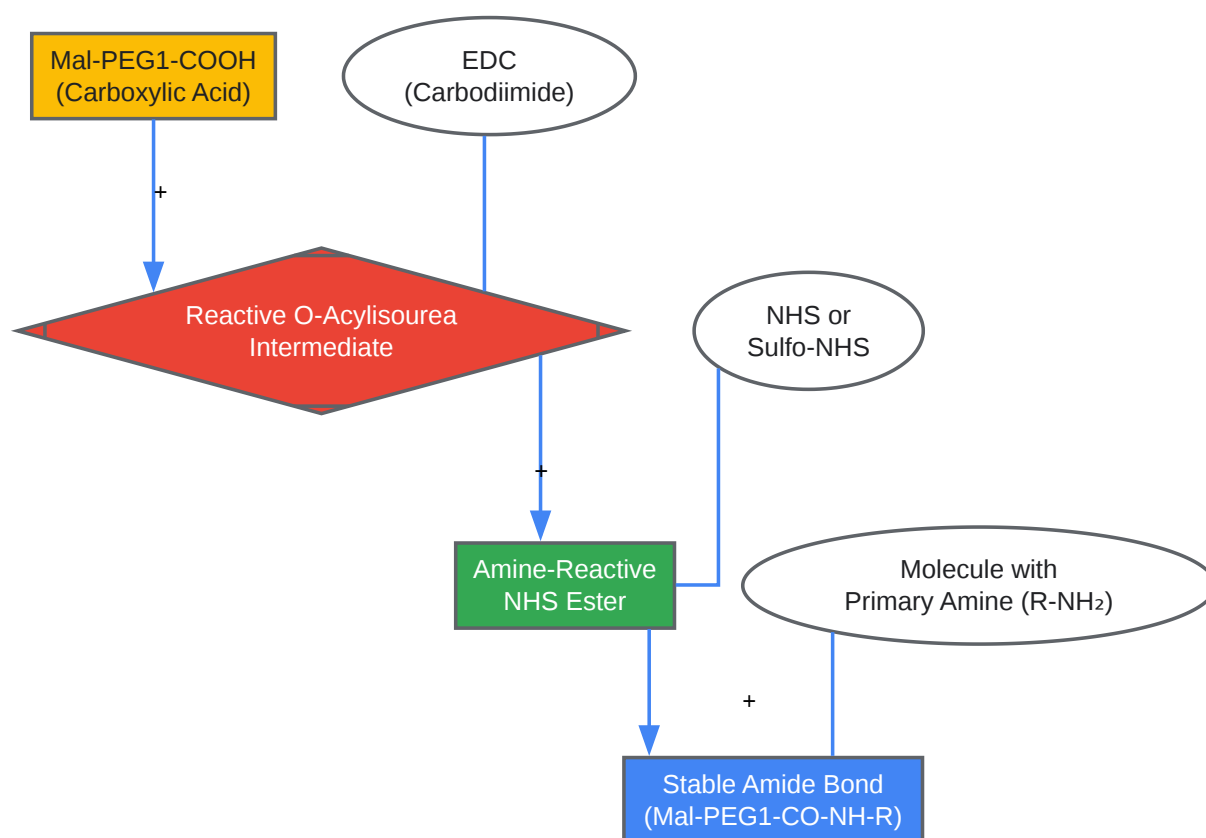 Mal-PEG1-COOH
(Carboxylic Acid)
EDC
(Carbodiimide)
+
Reactive O-Acylisourea
Intermediate
NHS or
Sulfo-NHS
+
Amine-Reactive
NHS Ester
Molecule with
Primary Amine (R-NH₂)
+
Stable Amide Bond
(Mal-PEG1-CO-NH-R)